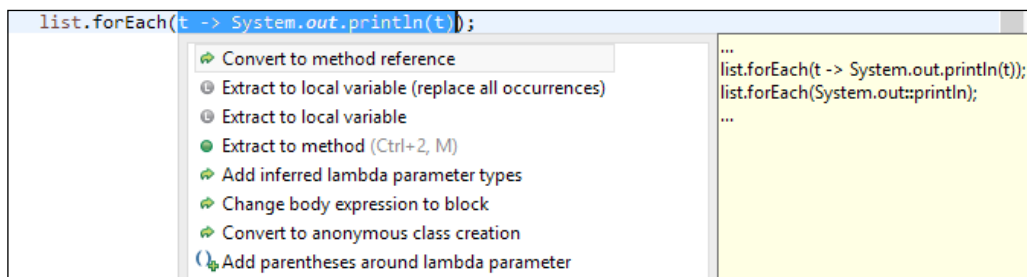 list.forEach(t -> System.out.println(t));
Convert to method reference
Extract to local variable (replace all occurrences)
Extract to local variable
Extract to method (Ctrl+2, M)
Add inferred lambda parameter types
Change body expression to block
Convert to anonymous class creation
Add parentheses around lambda parameter
...
list.forEach(t -> System.out.println(t));
list.forEach(System.out::println);
...